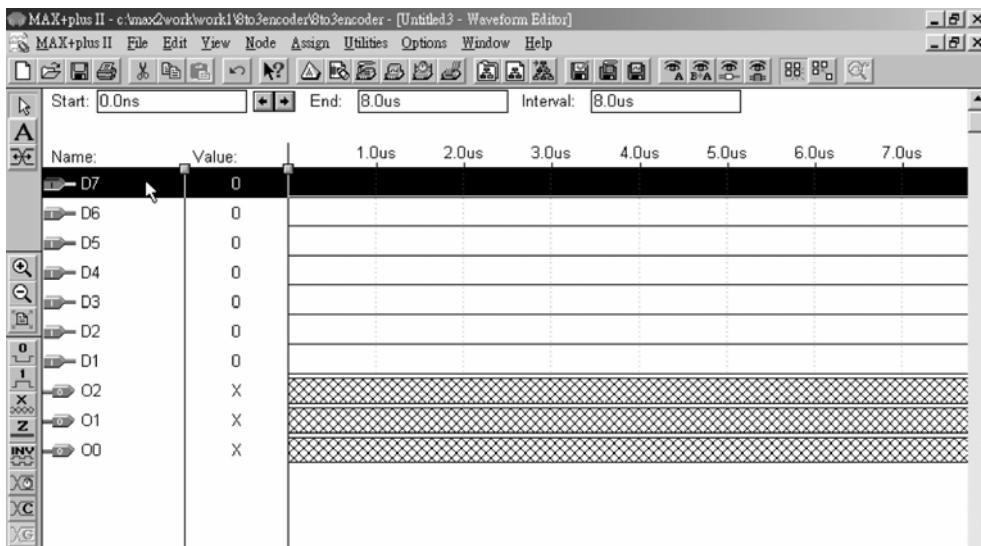 MAX+plus II - c:\max2work\work1\8to3encoder\8to3encoder - [Untitled3 - Waveform Editor]
MAX+plus II File Edit View Node Assign Utilities Options Window Help
Start: 0.0ns End: 8.0us Interval: 8.0us
Name: Value: 1.0us 2.0us 3.0us 4.0us 5.0us 6.0us 7.0us
D7 0
D6 0
D5 0
D4 0
D3 0
D2 0
D1 0
O2 X
O1 X
O0 X
A
0
1
X
Z
INV
C
G